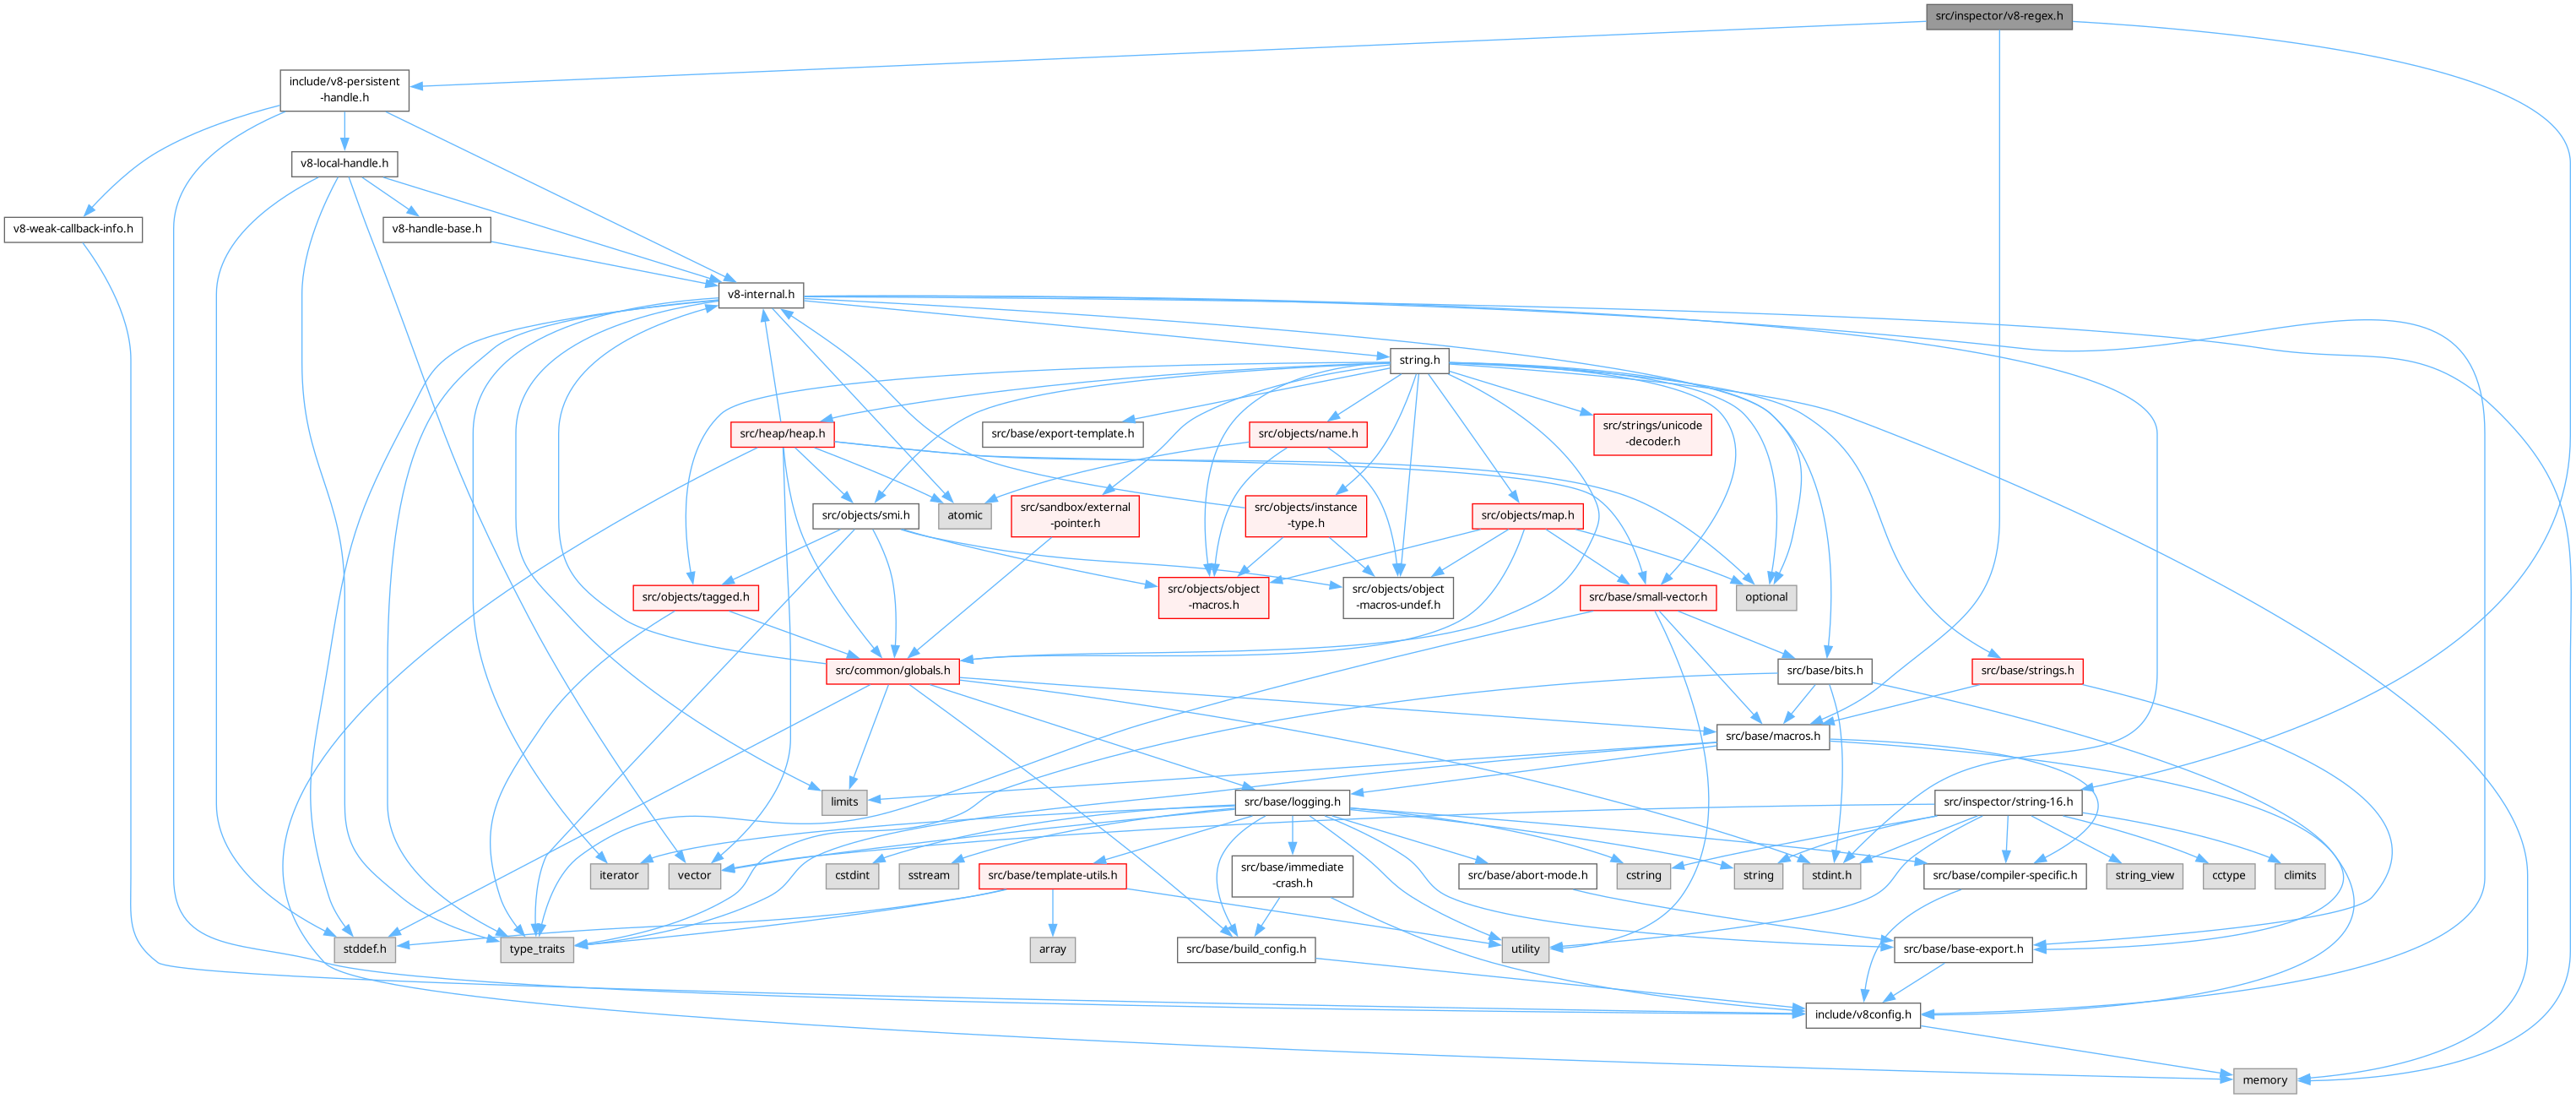 src/inspector/v8-regex.h
include/v8-persistent
-handle.h
v8-local-handle.h
v8-weak-callback-info.h
v8-handle-base.h
v8-internal.h
string.h
src/heap/heap.h
src/base/export-template.h
src/objects/name.h
src/strings/unicode
-decoder.h
src/objects/smi.h
atomic
src/sandbox/external
-pointer.h
src/objects/instance
-type.h
src/objects/map.h
src/objects/tagged.h
src/objects/object
-macros.h
src/objects/object
-macros-undef.h
src/base/small-vector.h
optional
src/common/globals.h
src/base/bits.h
src/base/strings.h
src/base/macros.h
limits
src/base/logging.h
src/inspector/string-16.h
iterator
vector
cstdint
sstream
src/base/template-utils.h
src/base/immediate
-crash.h
src/base/abort-mode.h
cstring
string
stdint.h
src/base/compiler-specific.h
string_view
cctype
climits
stddef.h
type_traits
array
src/base/build_config.h
utility
src/base/base-export.h
include/v8config.h
memory